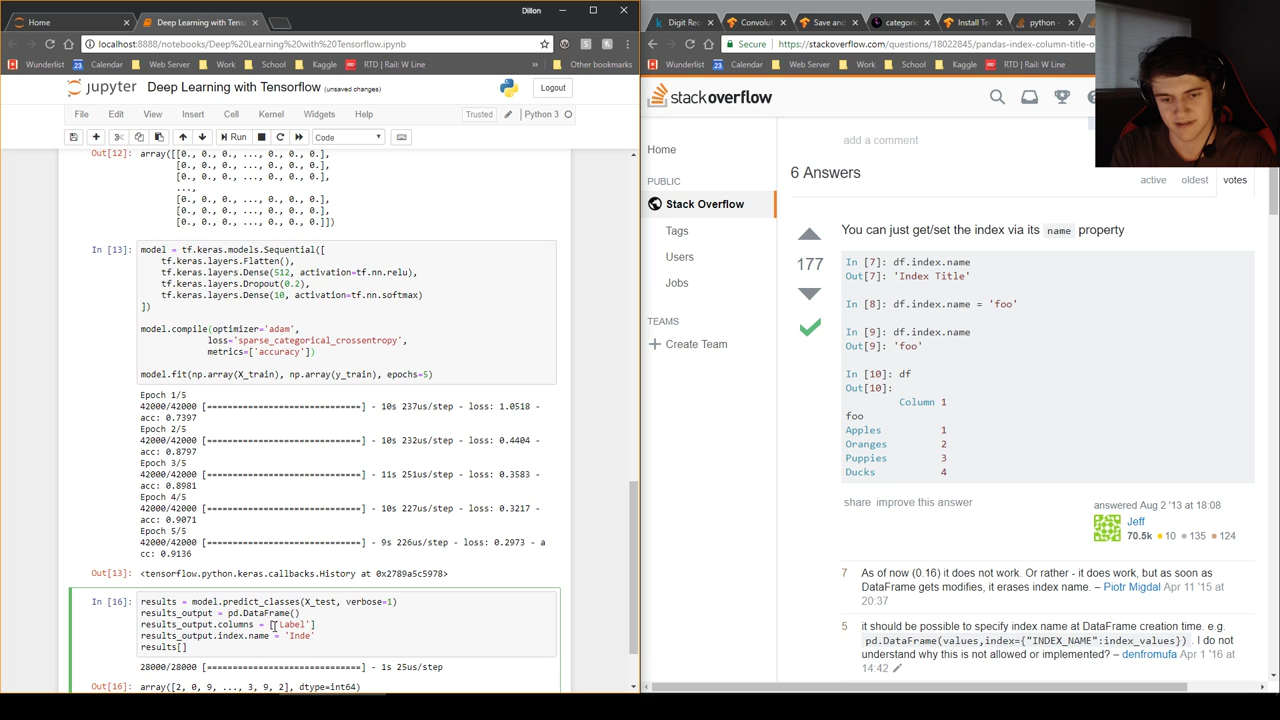 Home
Deep Learning with Tensorf
Dillon
localhost:8888/notebooks/Deep%20Learning%20with%20Tensorflow.ipynb
Wunderlist
Calendar
Web Server
Work
School
Kaggle
RTD | Rail: W Line
»
Other bookmarks
jupyter
Deep Learning with Tensorflow (unsaved changes)
Logout
File Edit View Insert Cell Kernel Widgets Help
Trusted
Python 3
Run
Code
Out[12]: array([[0., 0., 0., ..., 0., 0., 0.],
[0., 0., 0., ..., 0., 0., 0.],
[0., 0., 0., ..., 0., 0., 0.],
...,
[0., 0., 0., ..., 0., 0., 0.],
[0., 0., 0., ..., 0., 0., 0.],
[0., 0., 0., ..., 0., 0., 0.]])
In [13]: model = tf.keras.models.Sequential([
tf.keras.layers.Flatten(),
tf.keras.layers.Dense(512, activation=tf.nn.relu),
tf.keras.layers.Dropout(0.2),
tf.keras.layers.Dense(10, activation=tf.nn.softmax)
])
model.compile(optimizer='adam',
loss='sparse_categorical_crossentropy',
metrics=['accuracy'])
model.fit(np.array(X_train), np.array(y_train), epochs=5)
Epoch 1/5
42000/42000 [==============================] - 10s 237us/step - loss: 1.0518 -
acc: 0.7397
Epoch 2/5
42000/42000 [==============================] - 10s 232us/step - loss: 0.4404 -
acc: 0.8797
Epoch 3/5
42000/42000 [==============================] - 11s 251us/step - loss: 0.3583 -
acc: 0.8981
Epoch 4/5
42000/42000 [==============================] - 10s 227us/step - loss: 0.3217 -
acc: 0.9071
Epoch 5/5
42000/42000 [==============================] - 9s 226us/step - loss: 0.2973 - a
cc: 0.9136
Out[13]: <tensorflow.python.keras.callbacks.History at 0x2789a5c5978>
In [16]: results = model.predict_classes(X_test, verbose=1)
results_output = pd.DataFrame()
results_output.columns = ['Label']
results_output.index.name = 'Inde'
results[]
28000/28000 [==============================] - 1s 25us/step
Out[16]: array([2, 0, 9, ..., 3, 9, 2], dtype=int64)
Digit Rec
Convoluti
Save and
categoric
Install Te
python -
Secure
https://stackoverflow.com/questions/18022845/pandas-index-column-title-o
Wunderlist
Calendar
Web Server
Work
School
Kaggle
RTD | Rail: W Line
stackoverflow
Home
PUBLIC
Stack Overflow
Tags
Users
Jobs
TEAMS
+ Create Team
add a comment
6 Answers
active oldest votes
177
You can just get/set the index via its name property
In [7]: df.index.name
Out[7]: 'Index Title'
In [8]: df.index.name = 'foo'
In [9]: df.index.name
Out[9]: 'foo'
In [10]: df
Out[10]:
Column 1
foo
Apples 1
Oranges 2
Puppies 3
Ducks 4
share improve this answer
answered Aug 2 '13 at 18:08
Jeff
70.5k 10 135 124
7 As of now (0.16) it does not work. Or rather - it does work, but as soon as
DataFrame gets modifies, it erases index name. – Piotr Migdal Apr 11 '15 at
20:37
5 it should be possible to specify index name at DataFrame creation time. e.g.
pd.DataFrame(values,index={"INDEX_NAME":index_values}) . I do not
understand why this is not allowed or implemented? – denfromufa Apr 1 '16 at
14:42